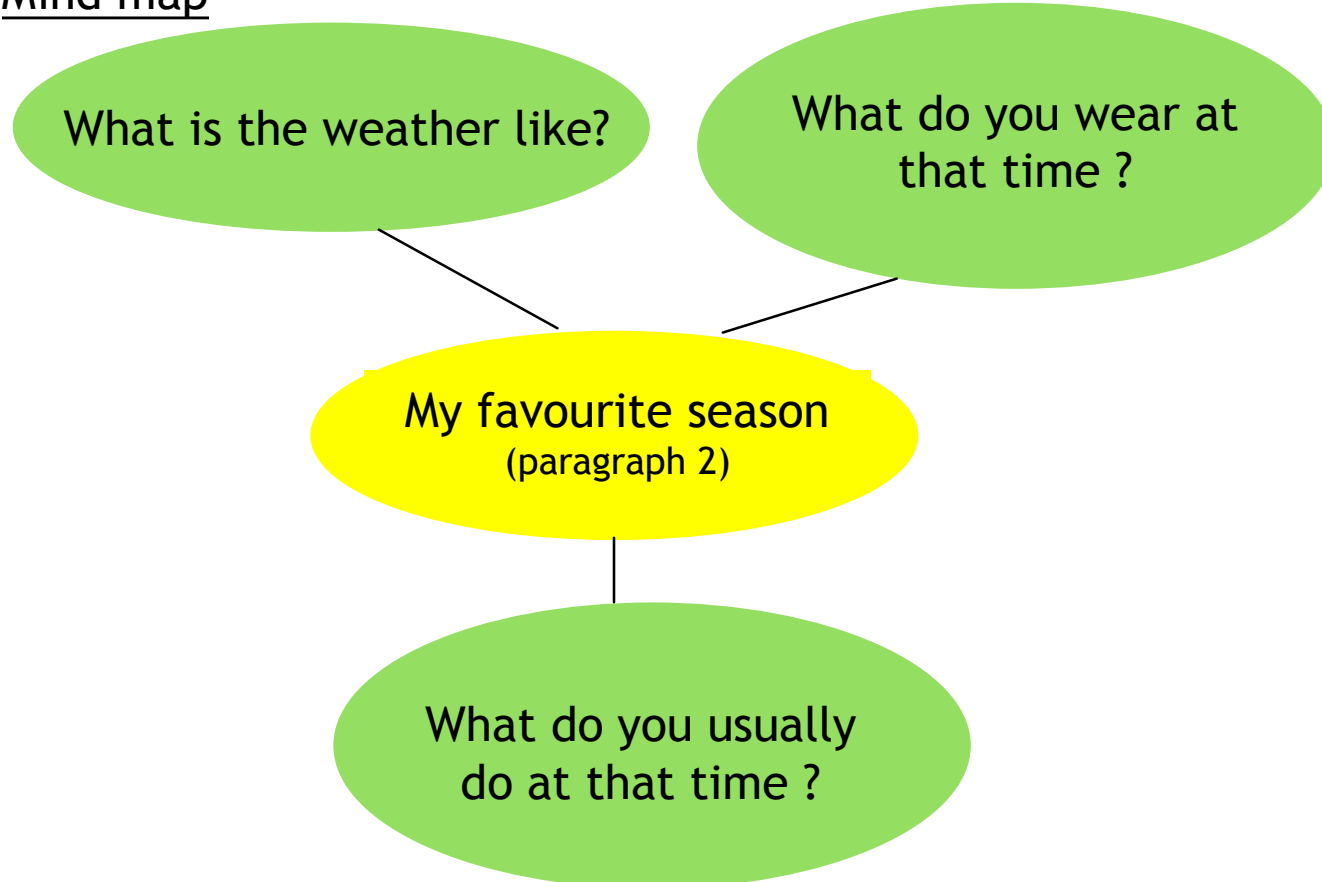 Mind map
What is the weather like?
What do you wear at
that time ?
My favourite season
(paragraph 2)
What do you usually
do at that time ?